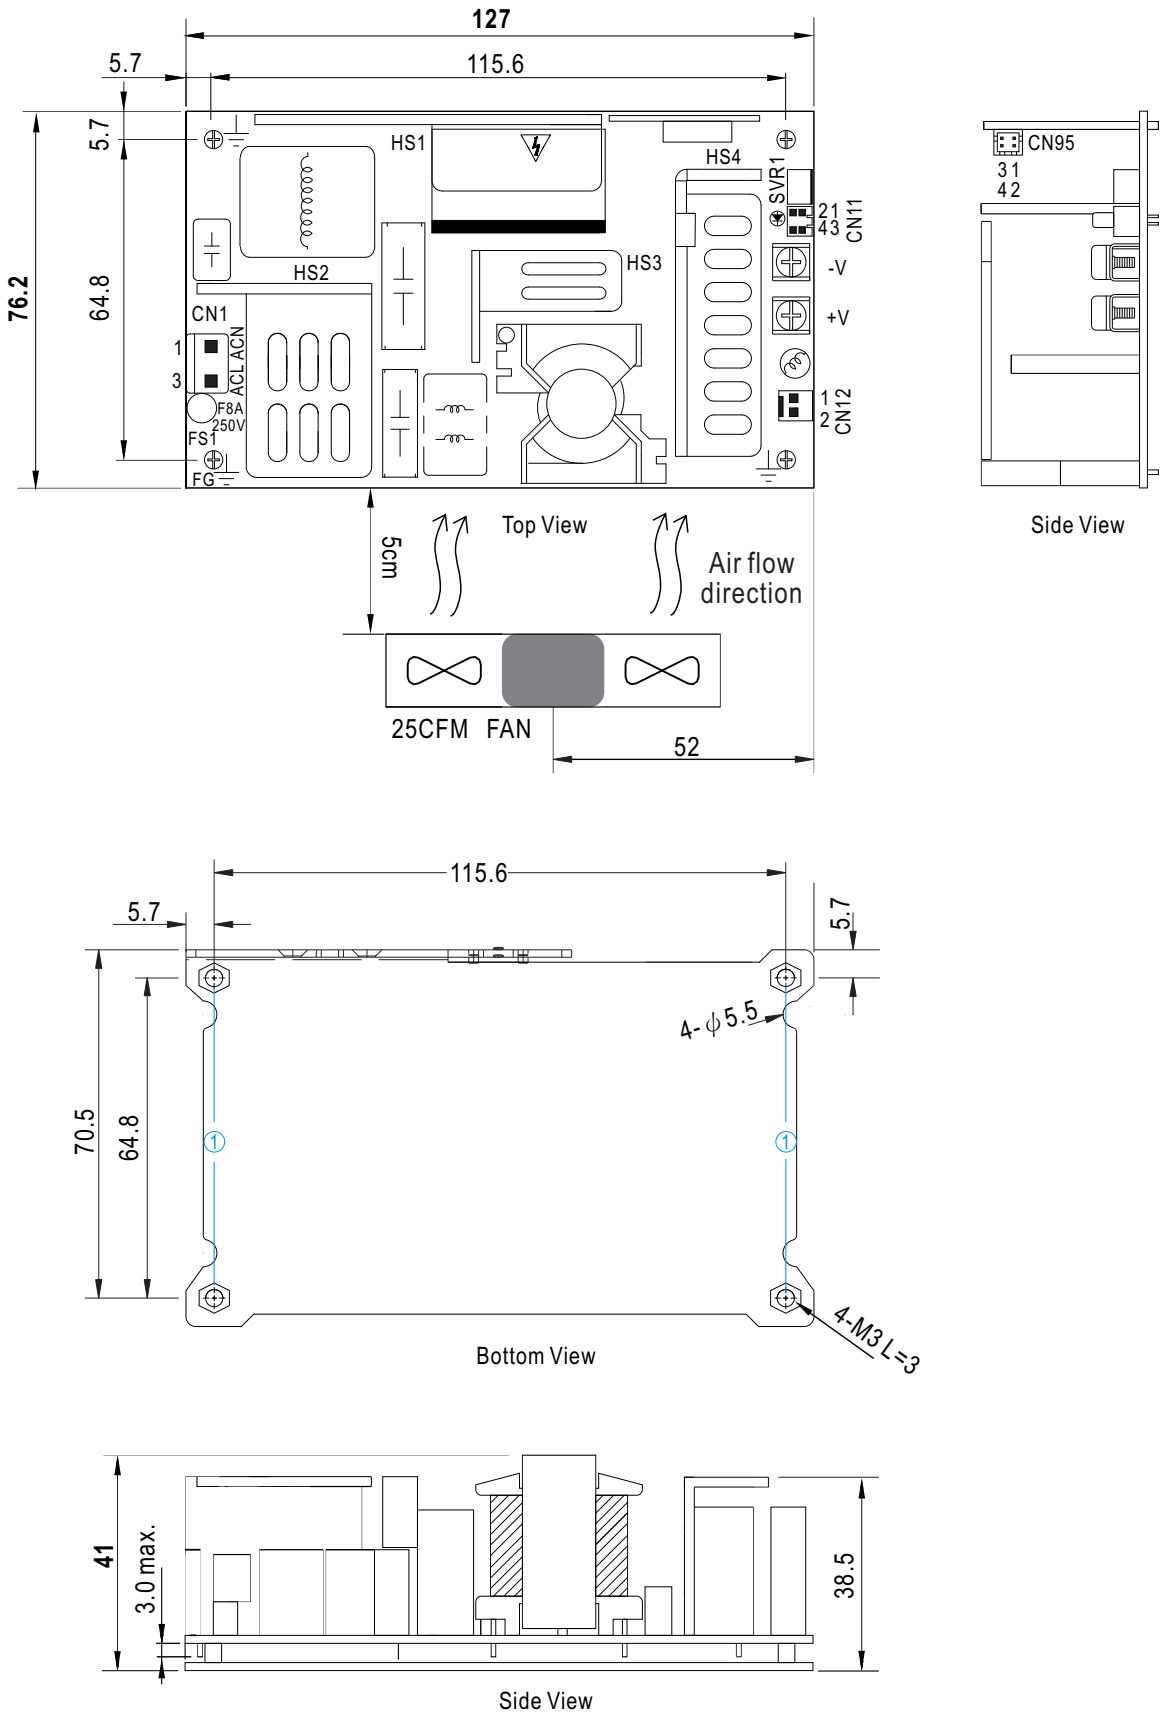 127
5.7
115.6
5.7
76.2
64.8
HS1
HS4
SVR1
21
43
CN11
HS2
HS3
-V
+V
CN1
1
3
ACL ACN
F8A
250V
FS1
FG
1
2
CN12
CN95
31
42
Top View
Side View
5cm
Air flow
direction
25CFM FAN
52
115.6
5.7
5.7
4-ϕ5.5
70.5
64.8
1
1
4-M3 L=3
Bottom View
41
3.0 max.
38.5
Side View